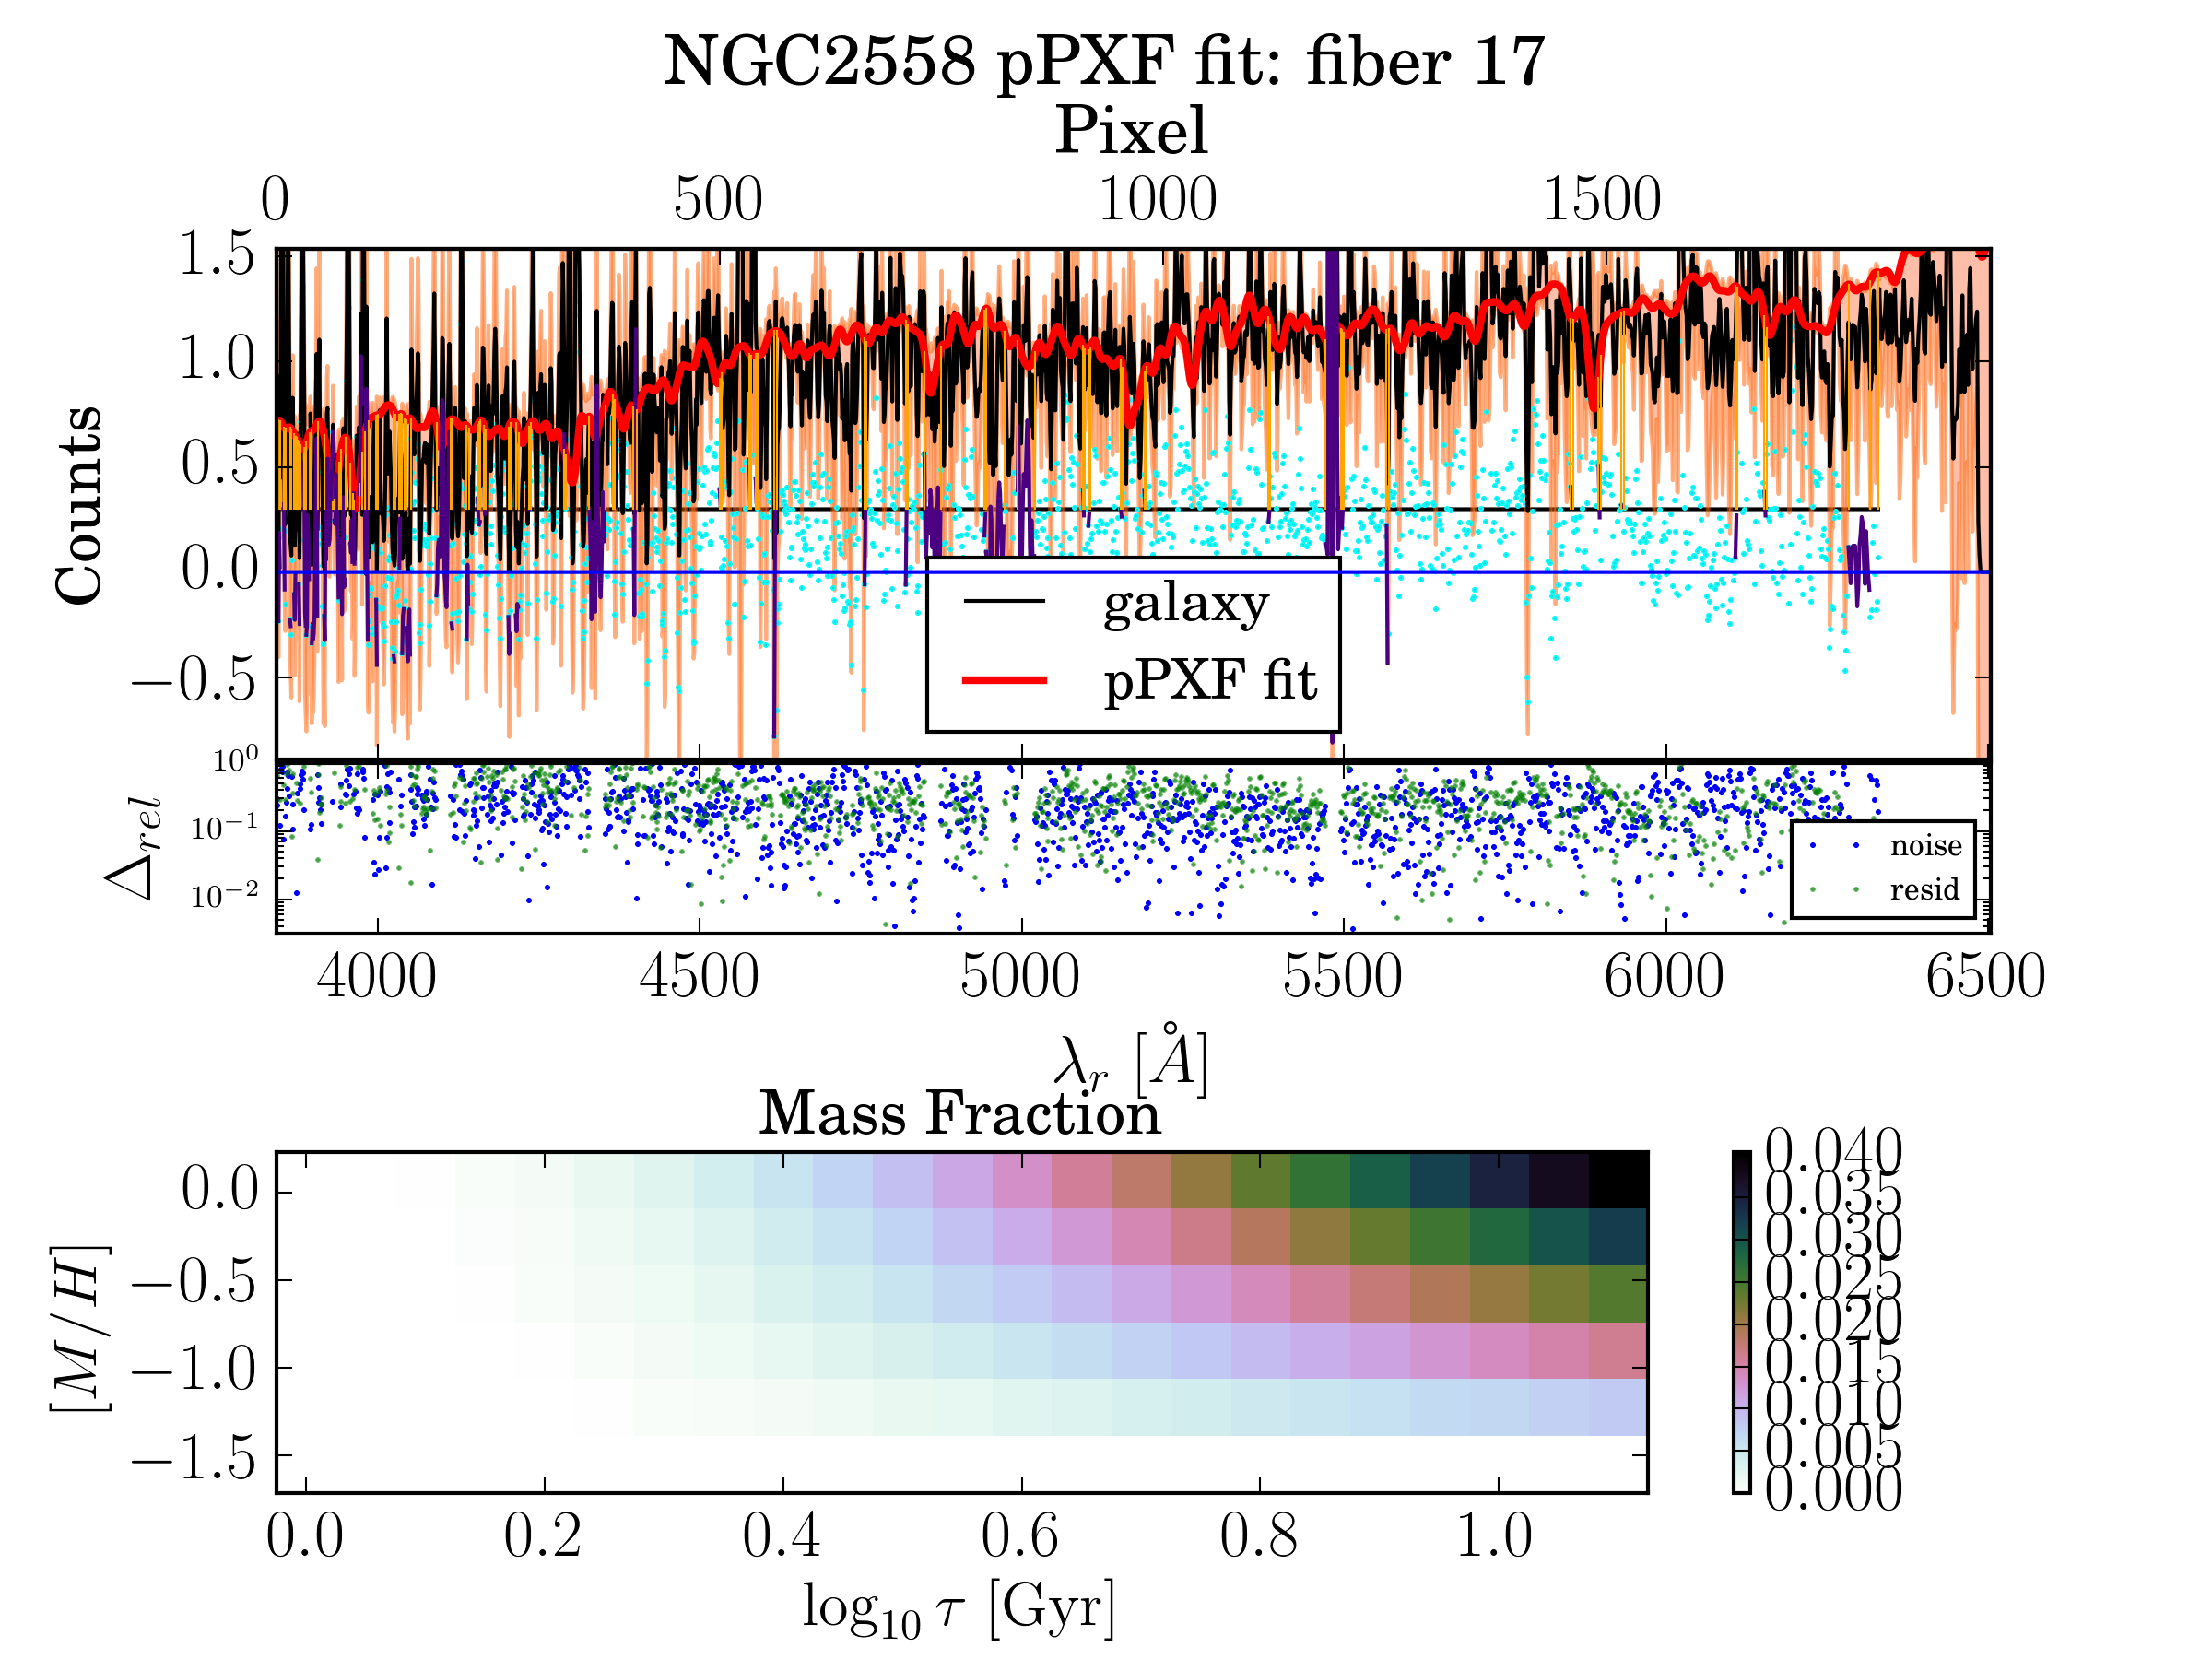 NGC2558 pPXF fit: fiber 17
Pixel
0 500 1000 1500
1.5
1.0
0.5
0.0
−0.5
Counts
galaxy
pPXF fit
10^0
10^−1
10^−2
Δ_rel
noise
resid
4000 4500 5000 5500 6000 6500
λ_r [Å]
Mass Fraction
0.0
−0.5
−1.0
−1.5
[M/H]
0.040
0.035
0.030
0.025
0.020
0.015
0.010
0.005
0.000
0.0 0.2 0.4 0.6 0.8 1.0
log_10 τ [Gyr]